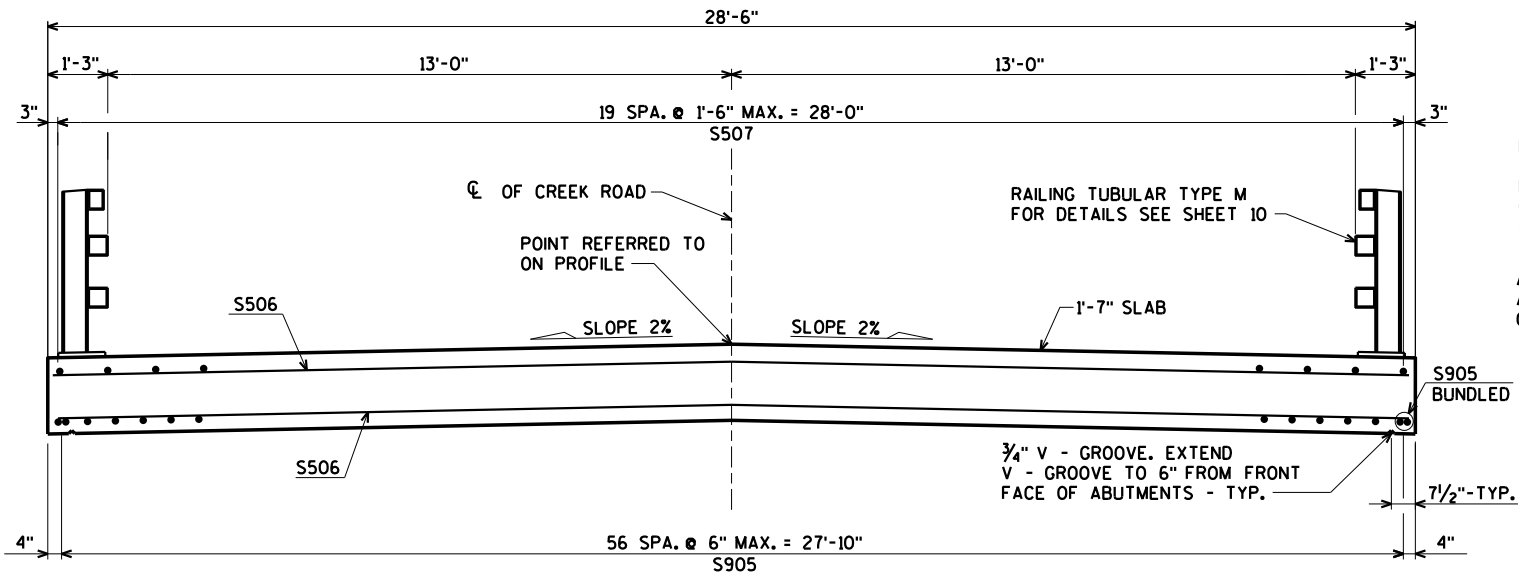 28'-6"
1'-3" 13'-0" 13'-0" 1'-3"
3" 19 SPA. @ 1'-6" MAX. = 28'-0" 3"
S507
℄ OF CREEK ROAD
RAILING TUBULAR TYPE M
FOR DETAILS SEE SHEET 10
POINT REFERRED TO
ON PROFILE
S506
SLOPE 2% SLOPE 2%
1'-7" SLAB
S905
BUNDLED
S506
¾" V - GROOVE. EXTEND
V - GROOVE TO 6" FROM FRONT
FACE OF ABUTMENTS - TYP.
7½"-TYP.
4" 56 SPA. @ 6" MAX. = 27'-10" 4"
S905